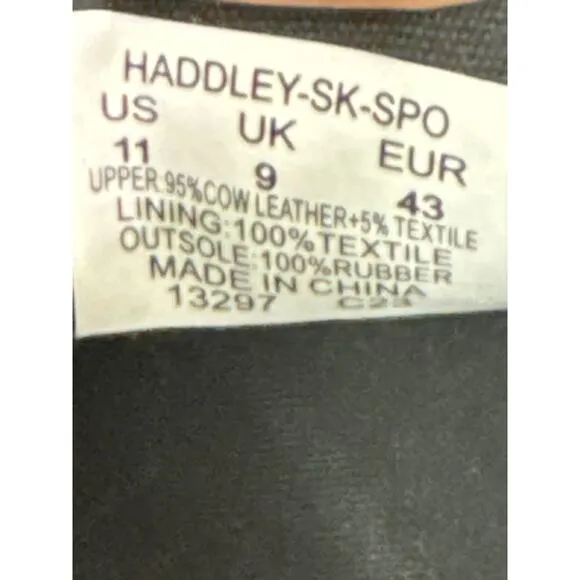 HADDLEY-SK-SPO
US UK EUR
11 9 43
UPPER:95%COW LEATHER+5% TEXTILE
LINING:100%TEXTILE
OUTSOLE:100%RUBBER
MADE IN CHINA
13297 C23